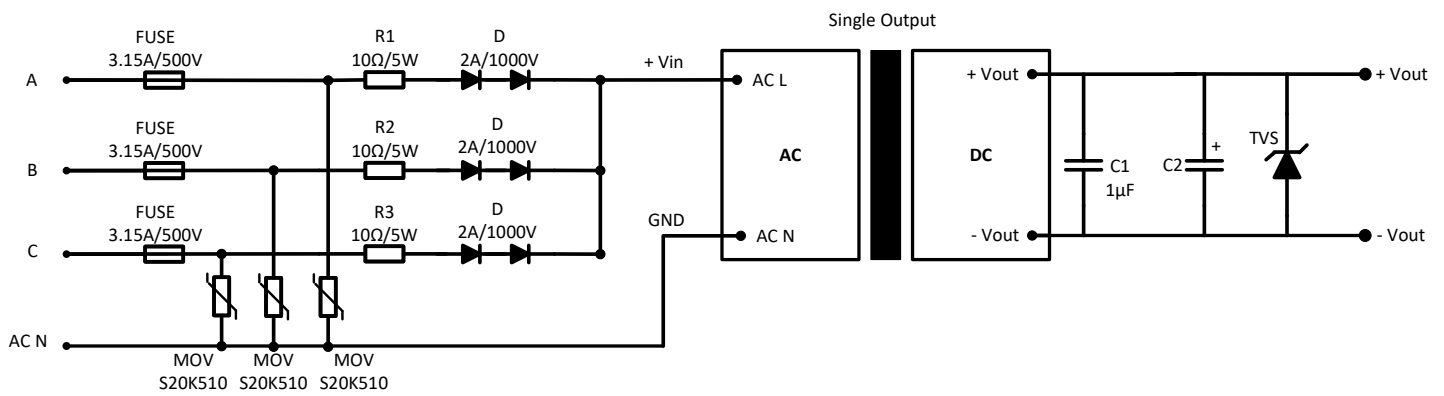 Single Output
FUSE
3.15A/500V
R1
10Ω/5W
D
2A/1000V
A
+ Vin
AC L
+ Vout
+ Vout
FUSE
3.15A/500V
R2
10Ω/5W
D
2A/1000V
B
AC
DC
C1
1µF
+
C2
TVS
FUSE
3.15A/500V
R3
10Ω/5W
D
2A/1000V
C
GND
AC N
- Vout
- Vout
AC N
MOV
S20K510
MOV
S20K510
MOV
S20K510